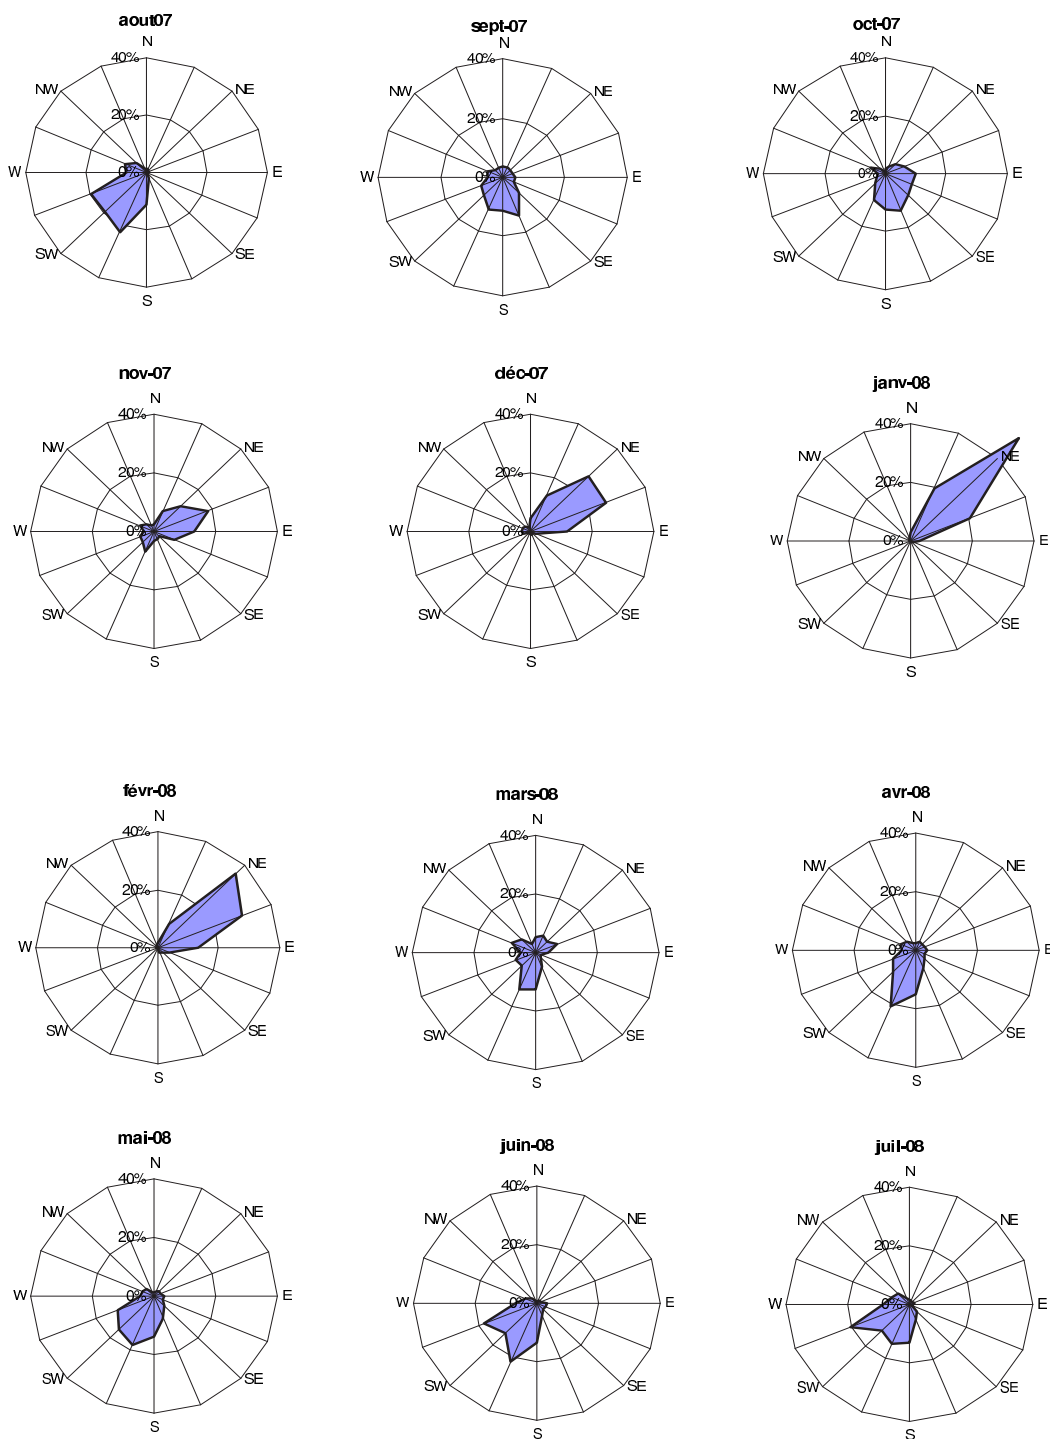 aout07
N
40%
NW
NE
20%
W
0%
E
SW
SE
S
sept-07
N
40%
NW
NE
20%
W
0%
E
SW
SE
S
oct-07
N
40%
NW
NE
20%
W
0%
E
SW
SE
S
nov-07
N
40%
NW
NE
20%
W
0%
E
SW
SE
S
déc-07
N
40%
NW
NE
20%
W
0%
E
SW
SE
S
janv-08
N
40%
NW
NE
20%
W
0%
E
SW
SE
S
févr-08
N
40%
NW
NE
20%
W
0%
E
SW
SE
S
mars-08
N
40%
NW
NE
20%
W
0%
E
SW
SE
S
avr-08
N
40%
NW
NE
20%
W
0%
E
SW
SE
S
mai-08
N
40%
NW
NE
20%
W
0%
E
SW
SE
S
juin-08
N
40%
NW
NE
20%
W
0%
E
SW
SE
S
juil-08
N
40%
NW
NE
20%
W
0%
E
SW
SE
S